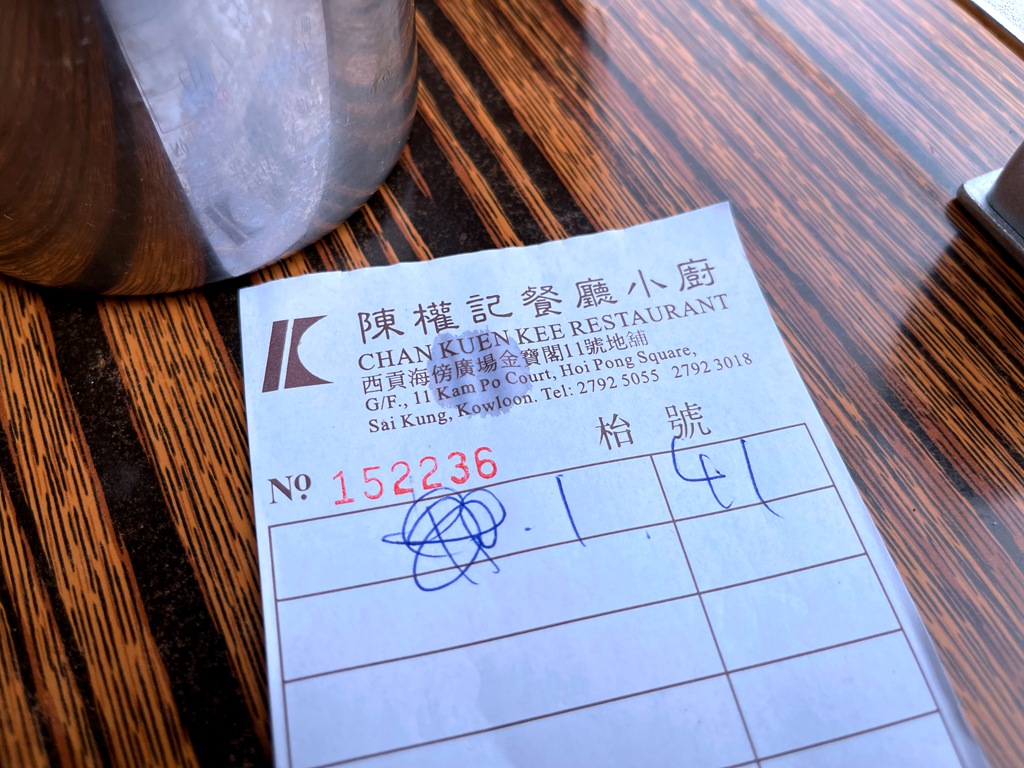 陳權記餐廳小廚
CHAN KUEN KEE RESTAURANT
西貢海傍廣場金寶閣11號地舖
G/F., 11 Kam Po Court, Hoi Pong Square,
Sai Kung, Kowloon. Tel: 2792 5055 2792 3018
枱號
Nº 152236
. 1 41